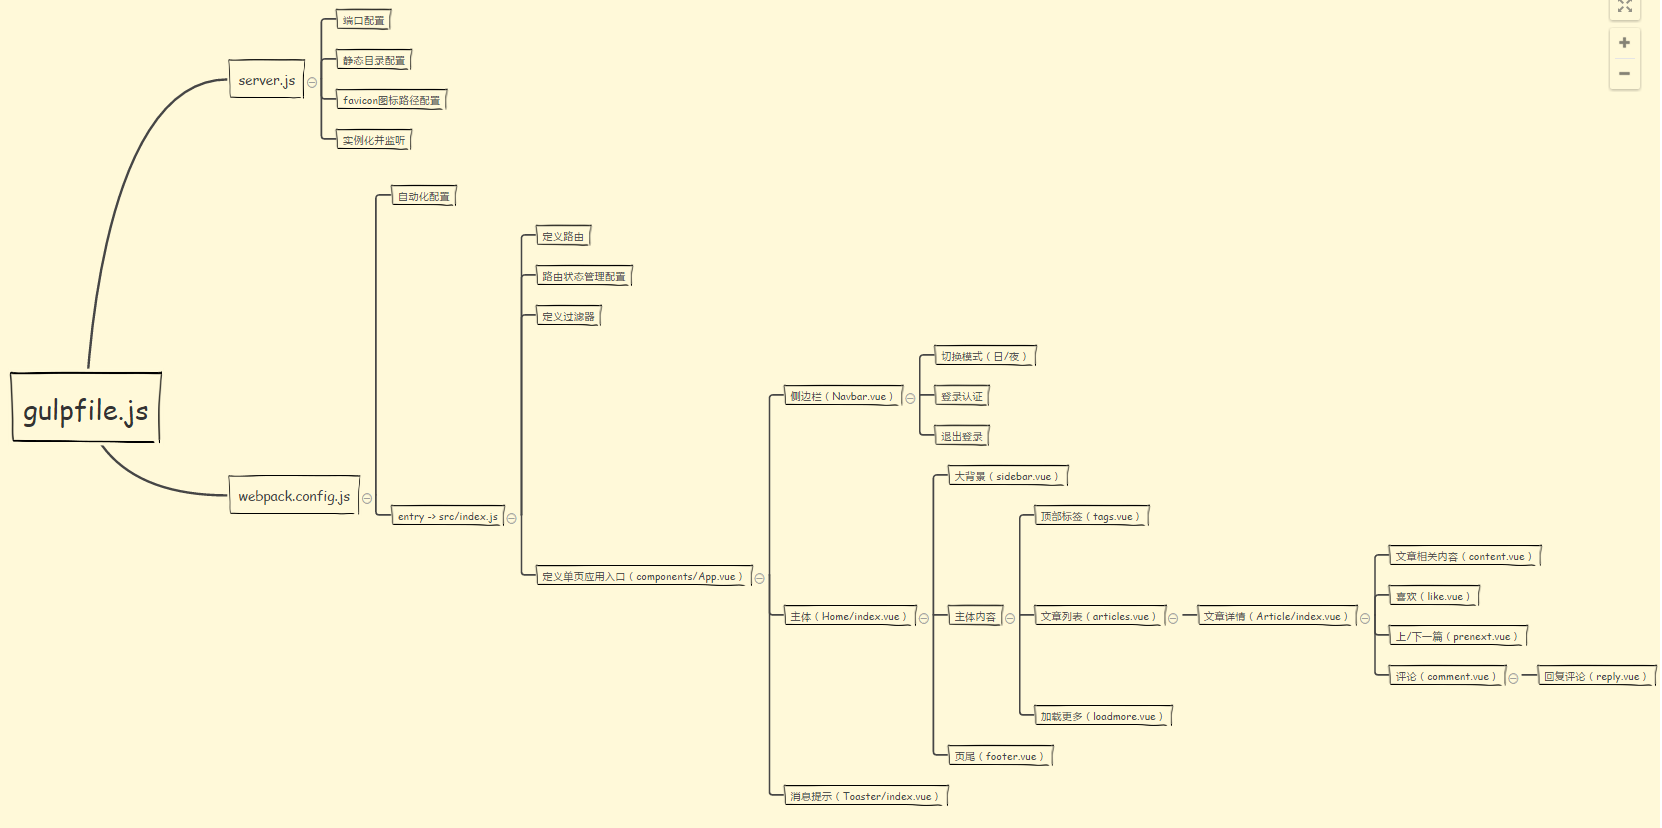 端口配置
静态目录配置
server.js
favicon图标路径配置
实例化并监听
自动化配置
定义路由
路由状态管理配置
定义过滤器
切换模式（日/夜）
侧边栏（Navbar.vue）
登录认证
退出登录
gulpfile.js
大背景（sidebar.vue）
webpack.config.js
entry -> src/index.js
顶部标签（tags.vue）
文章相关内容（content.vue）
定义单页应用入口（components/App.vue）
喜欢（like.vue）
主体（Home/index.vue）
主体内容
文章列表（articles.vue）
文章详情（Article/index.vue）
上/下一篇（prenext.vue）
评论（comment.vue）
回复评论（reply.vue）
加载更多（loadmore.vue）
页尾（footer.vue）
消息提示（Toaster/index.vue）